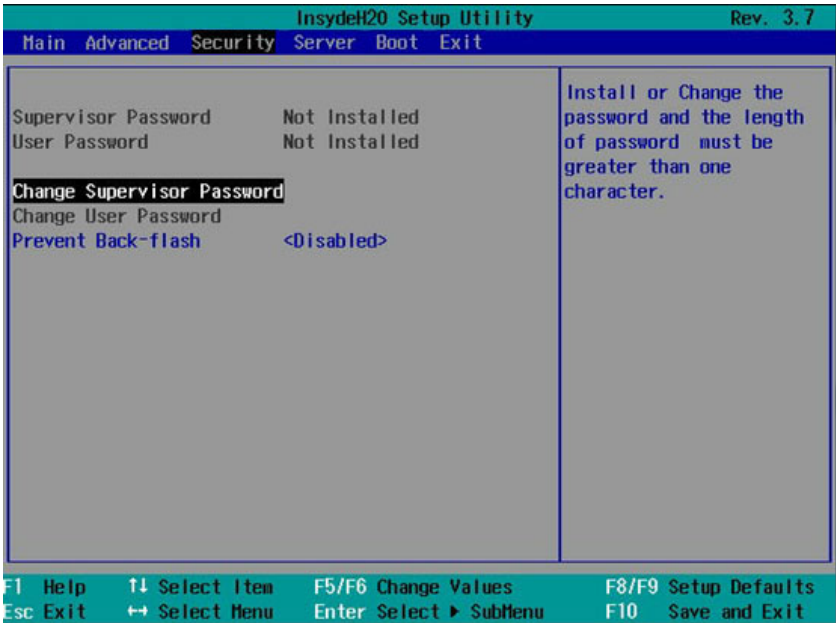 InsydeH20 Setup Utility Rev. 3.7
Main Advanced Security Server Boot Exit
Supervisor Password Not Installed
User Password Not Installed
Change Supervisor Password
Change User Password
Prevent Back-flash <Disabled>
Install or Change the
password and the length
of password must be
greater than one
character.
F1 Help ↑↓ Select Item F5/F6 Change Values F8/F9 Setup Defaults
Esc Exit ↔ Select Menu Enter Select ▶ SubMenu F10 Save and Exit